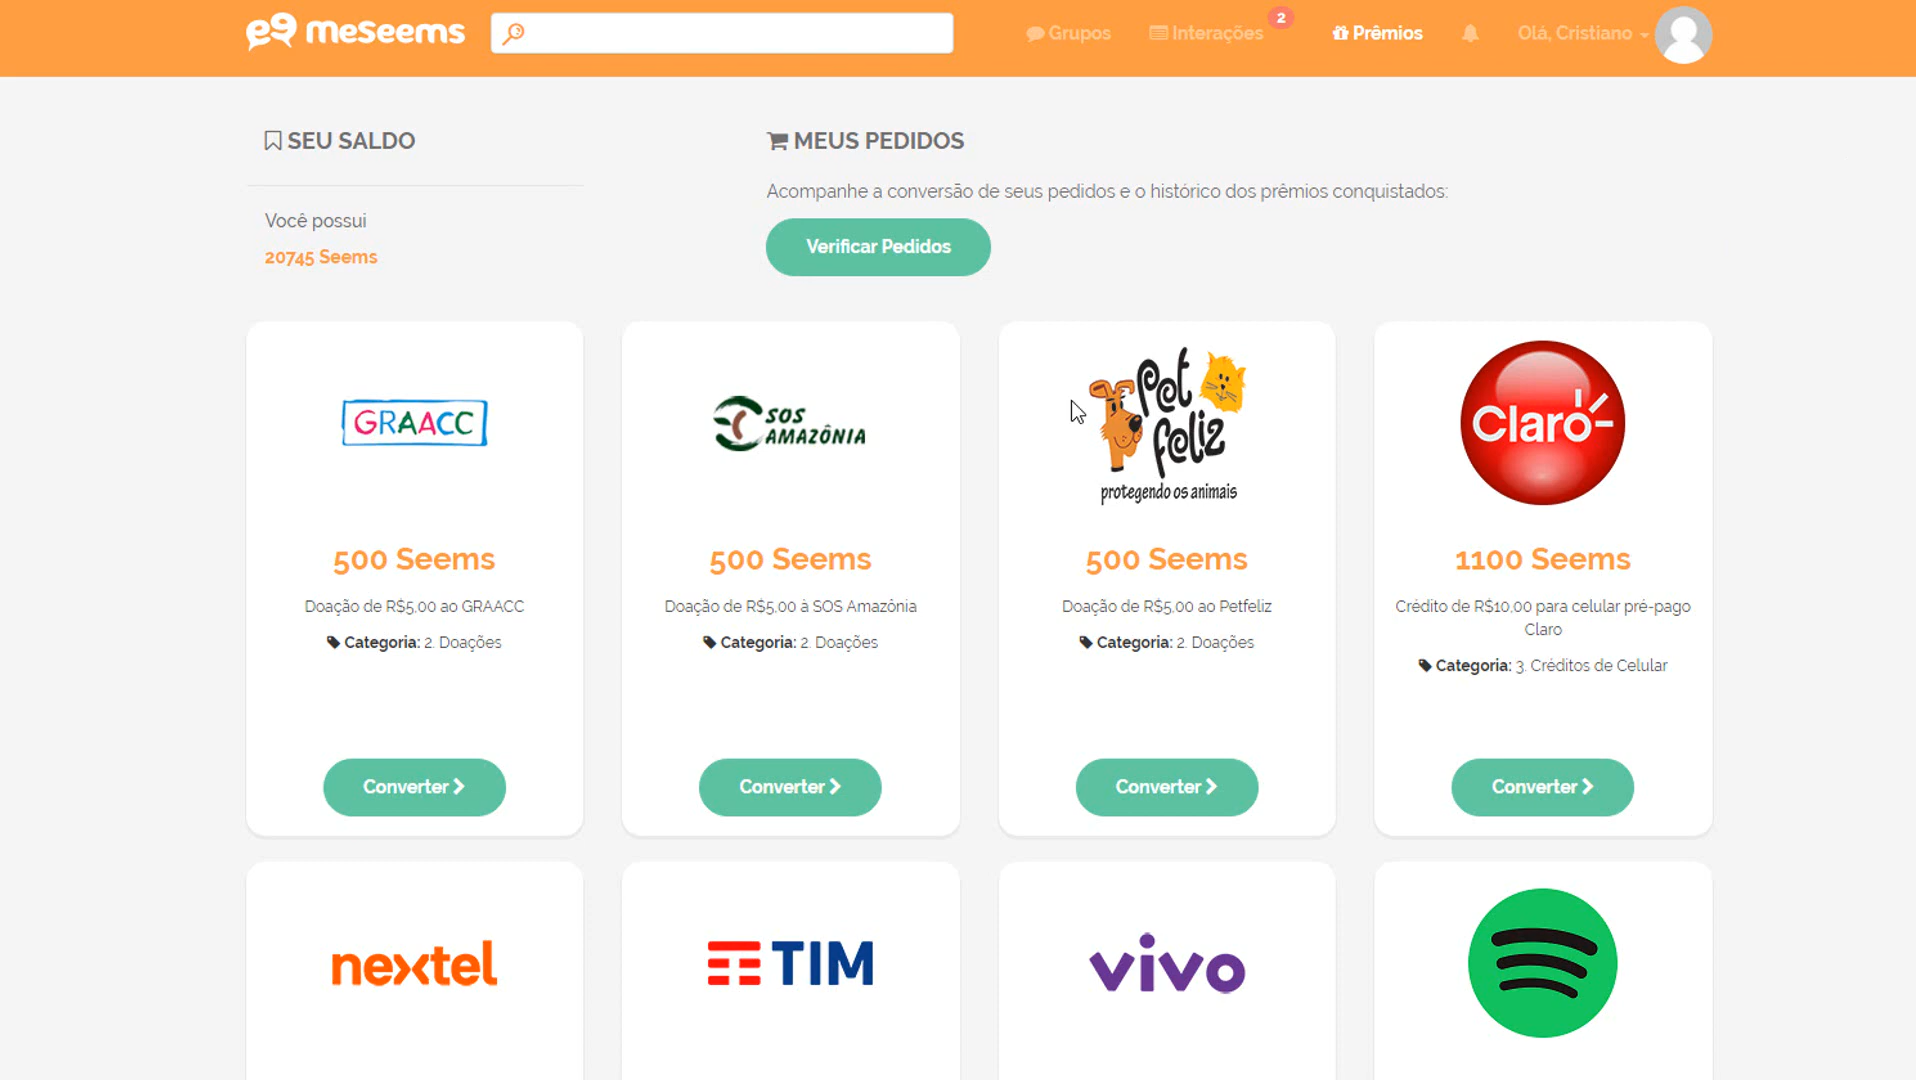 meSeems
Grupos
Interações
2
Prêmios
Olá, Cristiano
SEU SALDO
Você possui
20745 Seems
MEUS PEDIDOS
Acompanhe a conversão de seus pedidos e o histórico dos prêmios conquistados:
Verificar Pedidos
GRAACC
500 Seems
Doação de R$5,00 ao GRAACC
Categoria: 2. Doações
Converter
SOS
AMAZÔNIA
500 Seems
Doação de R$5,00 à SOS Amazônia
Categoria: 2. Doações
Converter
Pet
feliz
protegendo os animais
500 Seems
Doação de R$5,00 ao Petfeliz
Categoria: 2. Doações
Converter
Claro
1100 Seems
Crédito de R$10,00 para celular pré-pago
Claro
Categoria: 3. Créditos de Celular
Converter
nextel
TIM
vivo